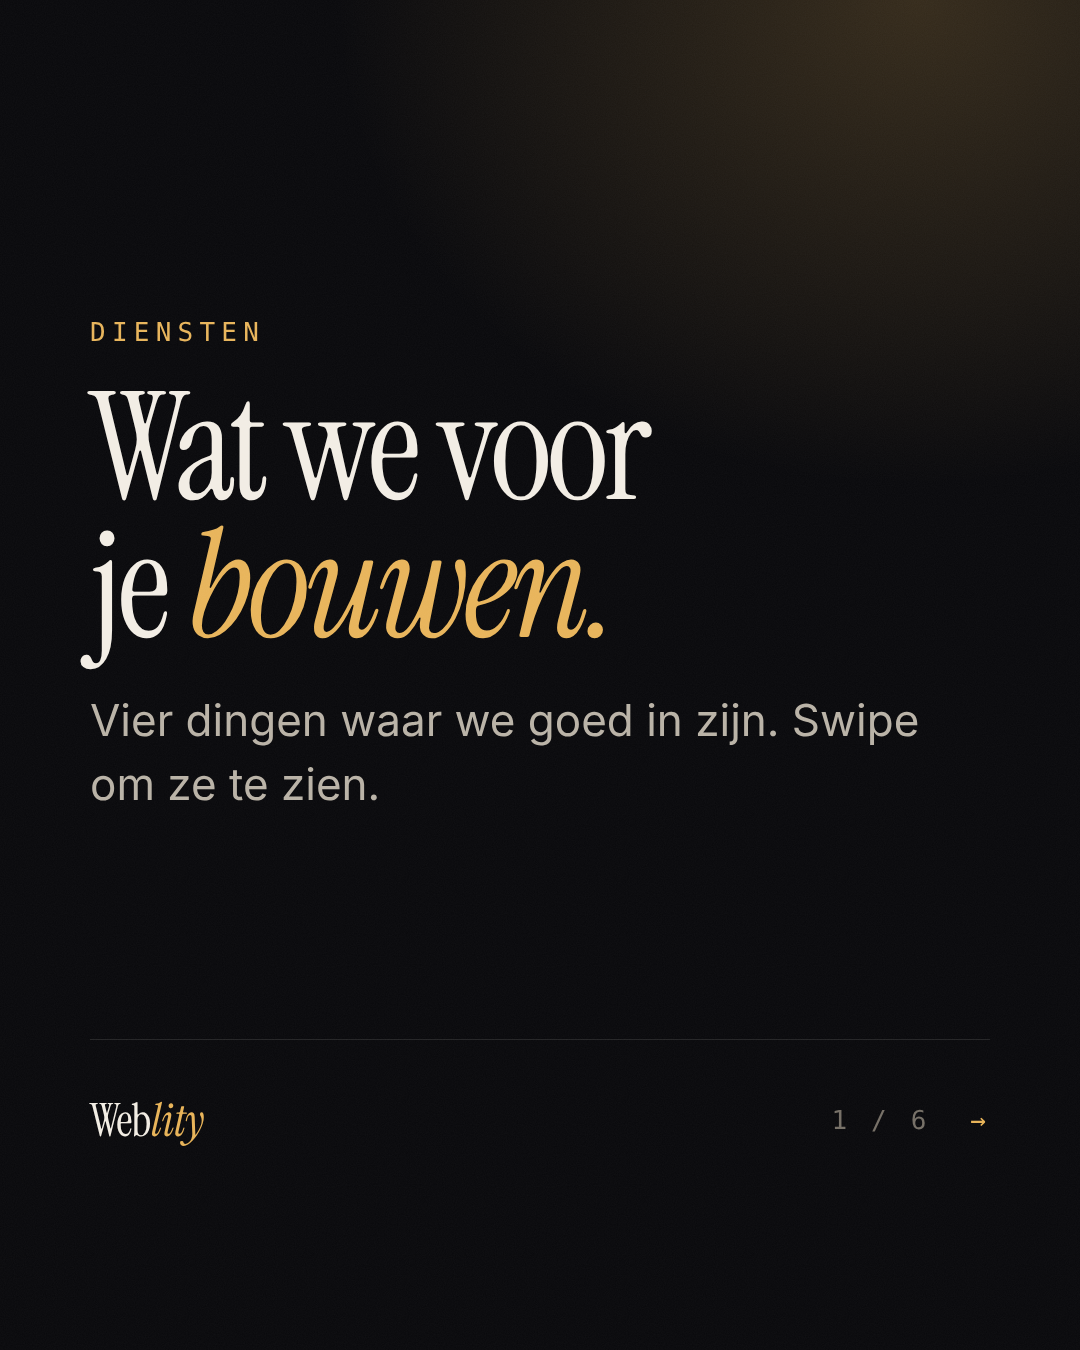 DIENSTEN
Wat we voor
je bouwen.
Vier dingen waar we goed in zijn. Swipe
om ze te zien.
Weblity
1 / 6 →